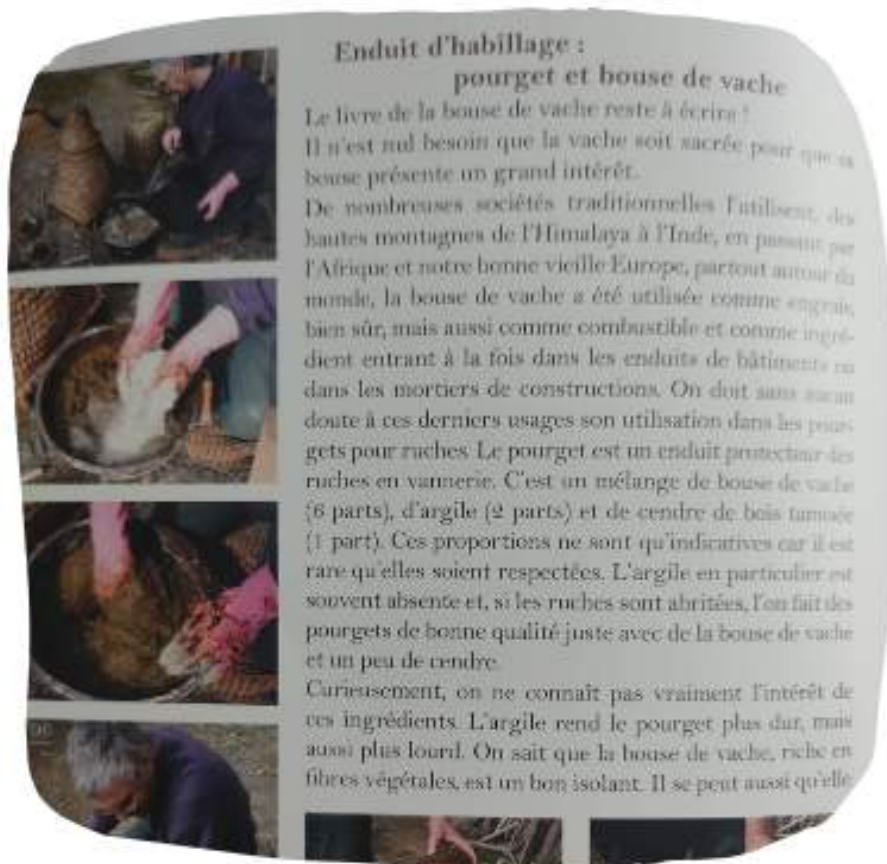 Enduit d'habillage :
pourget et bouse de vache
Le livre de la bouse de vache reste à écrire !
Il n'est nul besoin que la vache soit sacrée pour que sa
bouse présente un grand intérêt.
De nombreuses sociétés traditionnelles l'utilisent, des
hautes montagnes de l'Himalaya à l'Inde, en passant par
l'Afrique et notre bonne vieille Europe, partout autour du
monde, la bouse de vache a été utilisée comme engrais,
bien sûr, mais aussi comme combustible et comme ingré-
dient entrant à la fois dans les enduits de bâtiments ou
dans les mortiers de constructions. On doit sans aucun
doute à ces derniers usages son utilisation dans les pour-
gets pour ruches. Le pourget est un enduit protecteur des
ruches en vannerie. C'est un mélange de bouse de vache
(6 parts), d'argile (2 parts) et de cendre de bois tamisée
(1 part). Ces proportions ne sont qu'indicatives car il est
rare qu'elles soient respectées. L'argile en particulier est
souvent absente et, si les ruches sont abritées, l'on fait des
pourgets de bonne qualité juste avec de la bouse de vache
et un peu de cendre.
Curieusement, on ne connaît pas vraiment l'intérêt de
ces ingrédients. L'argile rend le pourget plus dur, mais
aussi plus lourd. On sait que la bouse de vache, riche en
fibres végétales, est un bon isolant. Il se peut aussi qu'elle